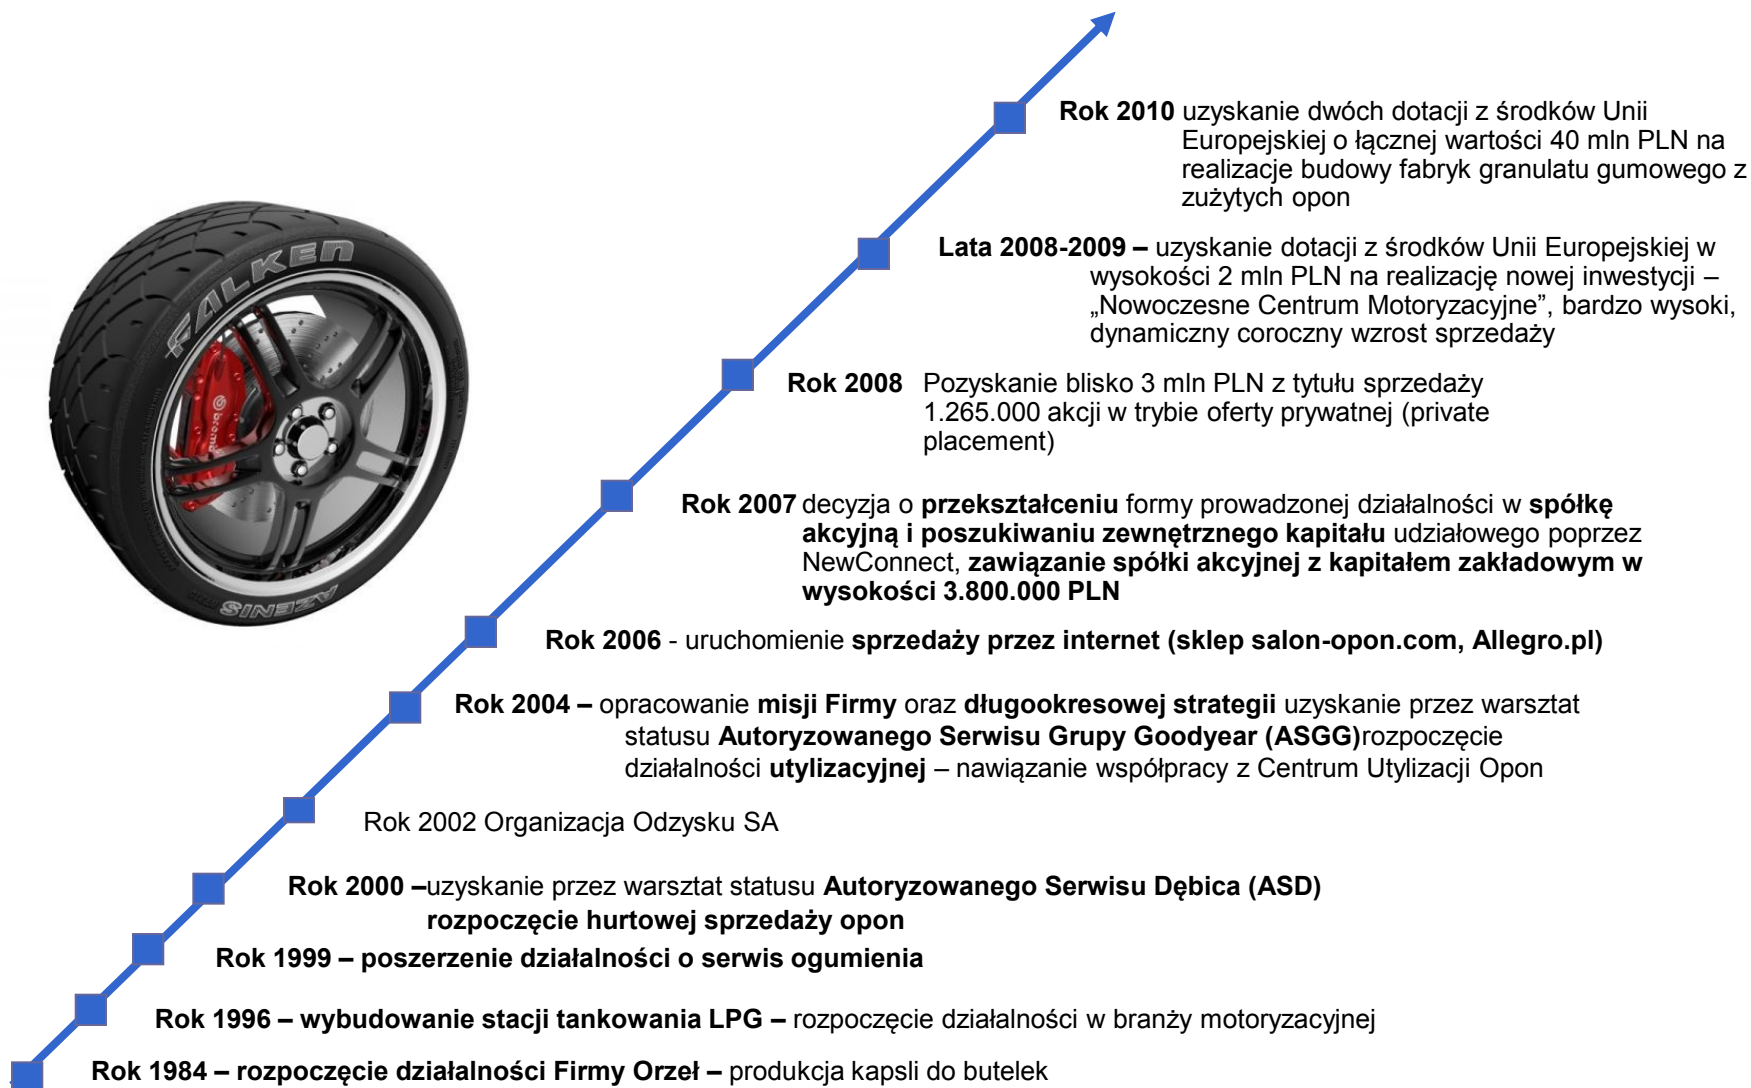 Rok 2010 uzyskanie dwóch dotacji z środków Unii
Europejskiej o łącznej wartości 40 mln PLN na
realizacje budowy fabryk granulatu gumowego z
zużytych opon
Lata 2008-2009 – uzyskanie dotacji z środków Unii Europejskiej w
wysokości 2 mln PLN na realizację nowej inwestycji –
„Nowoczesne Centrum Motoryzacyjne”, bardzo wysoki,
dynamiczny coroczny wzrost sprzedaży
Rok 2008 Pozyskanie blisko 3 mln PLN z tytułu sprzedaży
1.265.000 akcji w trybie oferty prywatnej (private
placement)
Rok 2007 decyzja o przekształceniu formy prowadzonej działalności w spółkę
akcyjną i poszukiwaniu zewnętrznego kapitału udziałowego poprzez
NewConnect, zawiązanie spółki akcyjnej z kapitałem zakładowym w
wysokości 3.800.000 PLN
Rok 2006 - uruchomienie sprzedaży przez internet (sklep salon-opon.com, Allegro.pl)
Rok 2004 – opracowanie misji Firmy oraz długookresowej strategii uzyskanie przez warsztat
statusu Autoryzowanego Serwisu Grupy Goodyear (ASGG)rozpoczęcie
działalności utylizacyjnej – nawiązanie współpracy z Centrum Utylizacji Opon
Rok 2002 Organizacja Odzysku SA
Rok 2000 –uzyskanie przez warsztat statusu Autoryzowanego Serwisu Dębica (ASD)
rozpoczęcie hurtowej sprzedaży opon
Rok 1999 – poszerzenie działalności o serwis ogumienia
Rok 1996 – wybudowanie stacji tankowania LPG – rozpoczęcie działalności w branży motoryzacyjnej
Rok 1984 – rozpoczęcie działalności Firmy Orzeł – produkcja kapsli do butelek
FALKEN
brembo
AZENIS